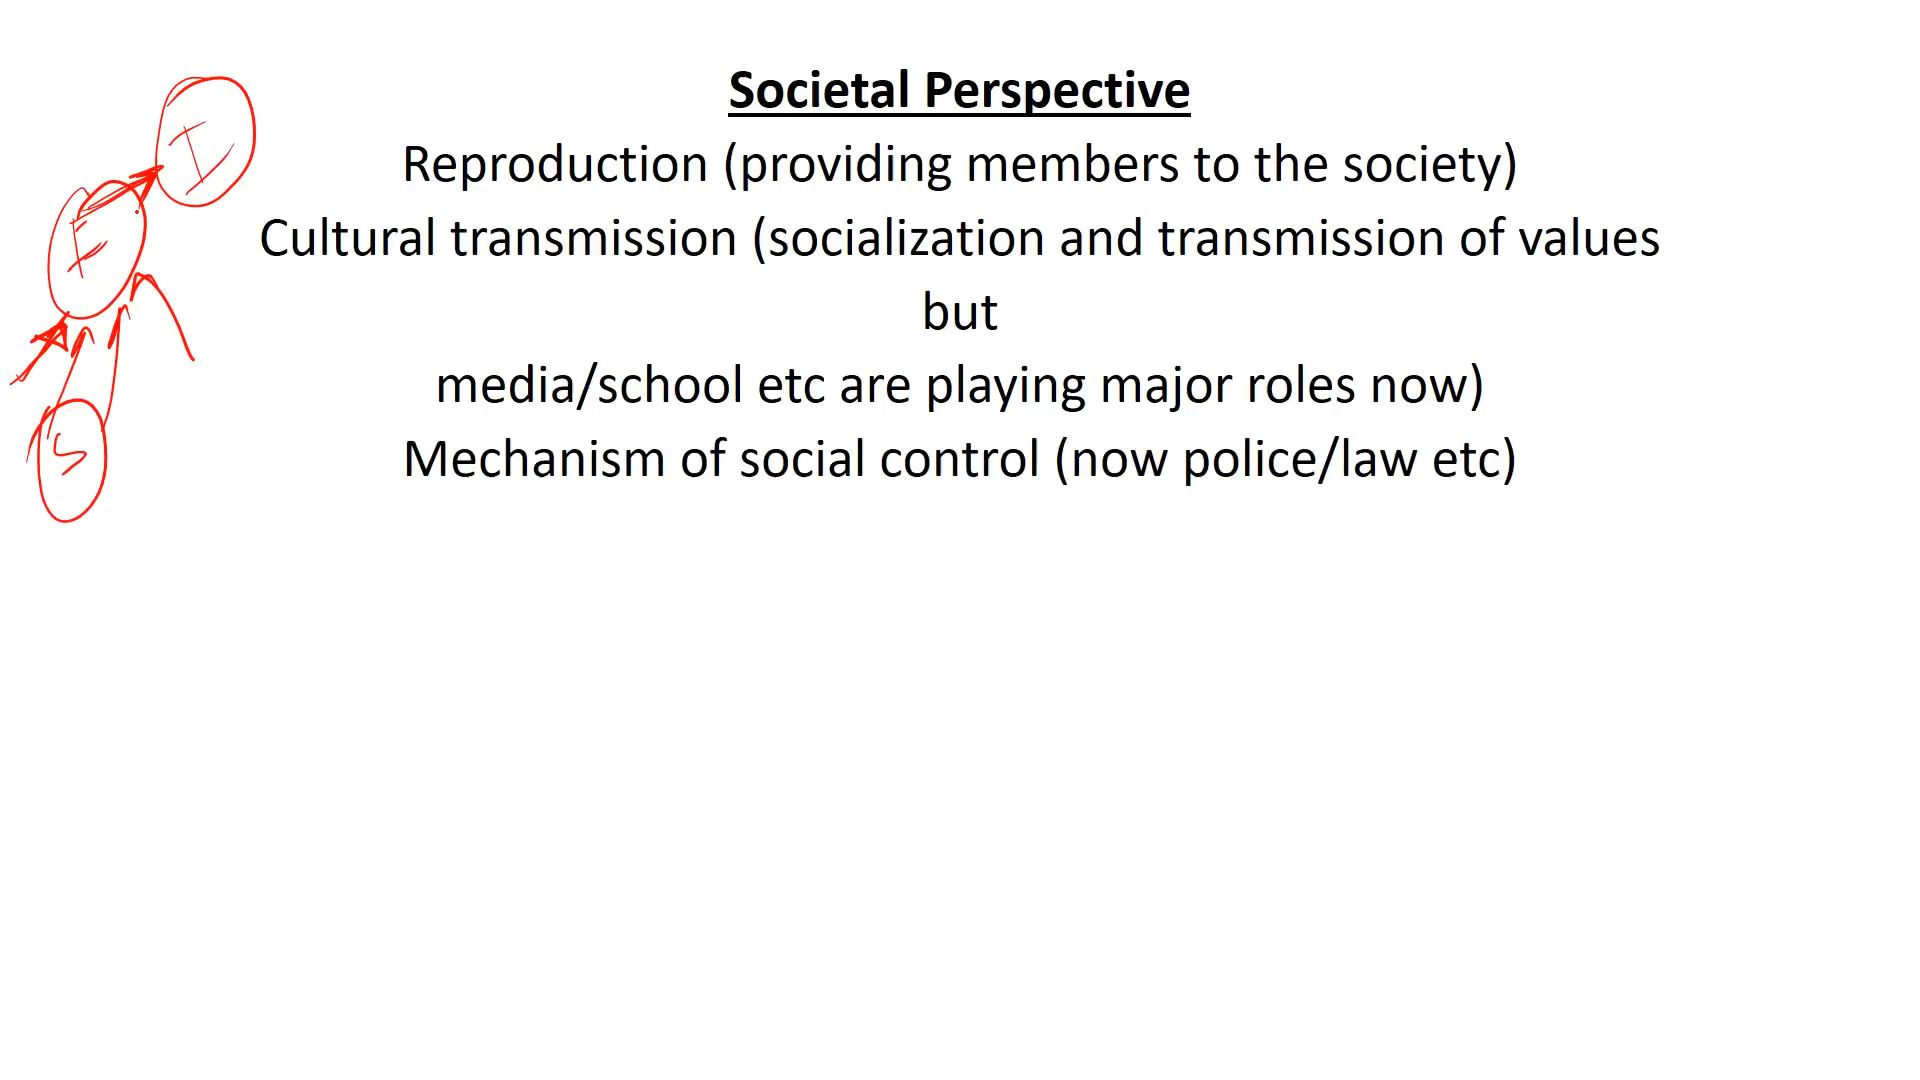 Societal Perspective
Reproduction (providing members to the society)
Cultural transmission (socialization and transmission of values
but
media/school etc are playing major roles now)
Mechanism of social control (now police/law etc)
I
F
S